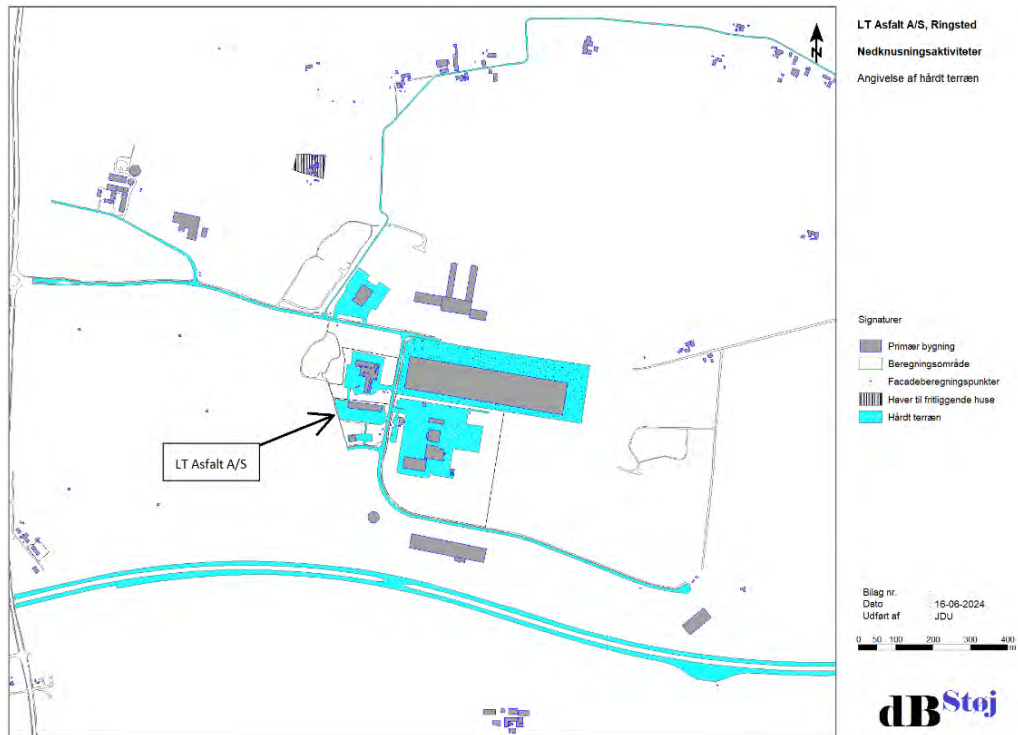 LT Asfalt A/S, Ringsted
Nedknusningsaktiviteter
Angivelse af hårdt terræn
N
LT Asfalt A/S
Signaturer
Primær bygning
Beregningsområde
Facadeberegningspunkter
Haver til fritliggende huse
Hårdt terræn
Bilag nr. :
Dato : 16-06-2024
Udført af : JDU
0 50 100 200 300 400
m
dB Støj